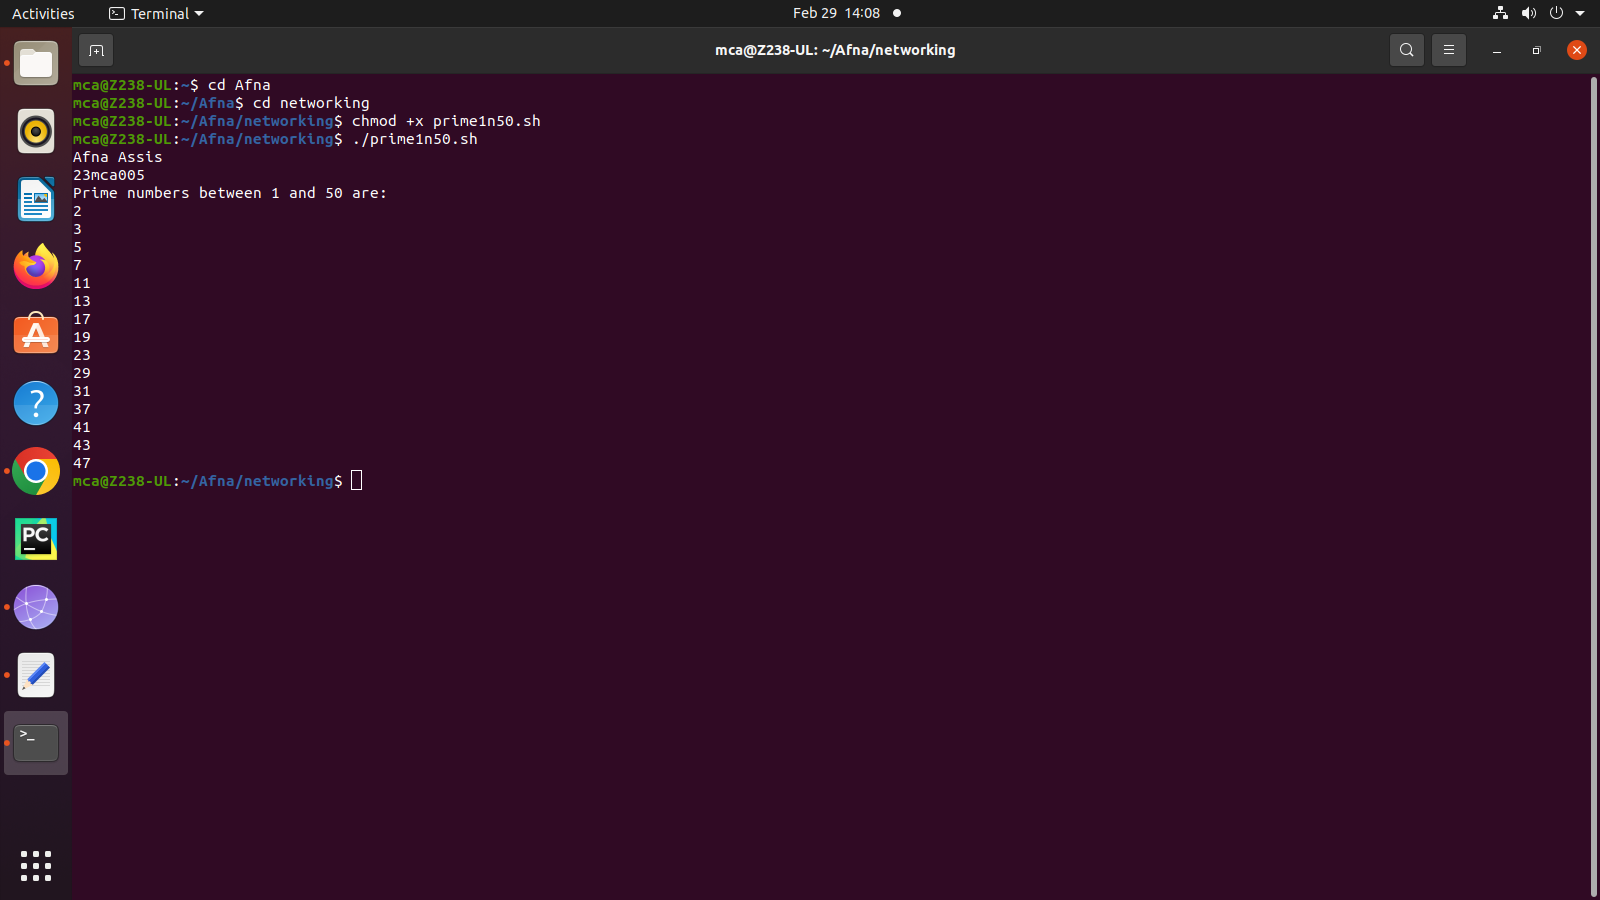 Activities Terminal Feb 29 14:08
mca@Z238-UL: ~/Afna/networking
mca@Z238-UL:~$ cd Afna
mca@Z238-UL:~/Afna$ cd networking
mca@Z238-UL:~/Afna/networking$ chmod +x prime1n50.sh
mca@Z238-UL:~/Afna/networking$ ./prime1n50.sh
Afna Assis
23mca005
Prime numbers between 1 and 50 are:
2
3
5
7
11
13
17
19
23
29
31
37
41
43
47
mca@Z238-UL:~/Afna/networking$
PC
>_